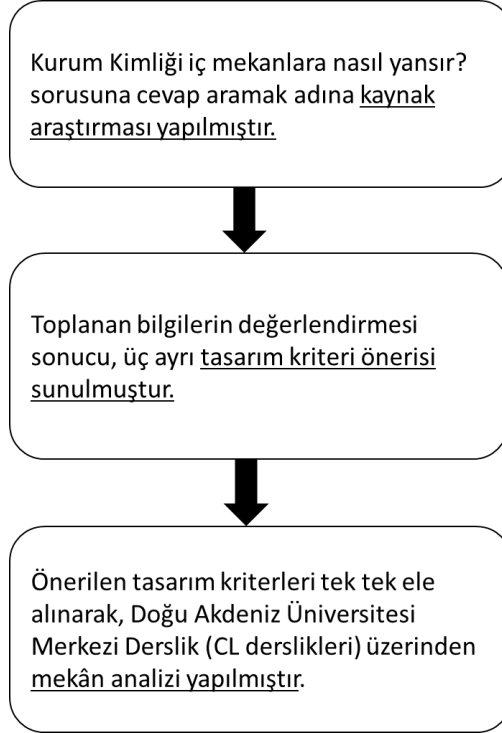 Kurum Kimliği iç mekanlara nasıl yansır?
sorusuna cevap aramak adına kaynak
araştırması yapılmıştır.
Toplanan bilgilerin değerlendirmesi
sonucu, üç ayrı tasarım kriteri önerisi
sunulmuştur.
Önerilen tasarım kriterleri tek tek ele
alınarak, Doğu Akdeniz Üniversitesi
Merkezi Derslik (CL derslikleri) üzerinden
mekân analizi yapılmıştır.